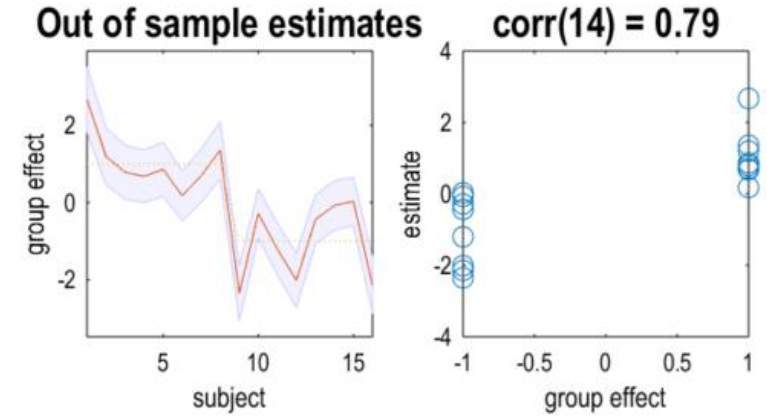 Out of sample estimates
group effect
2
0
-2
5
10
15
subject
corr(14) = 0.79
estimate
4
2
0
-2
-4
-1
-0.5
0
0.5
1
group effect